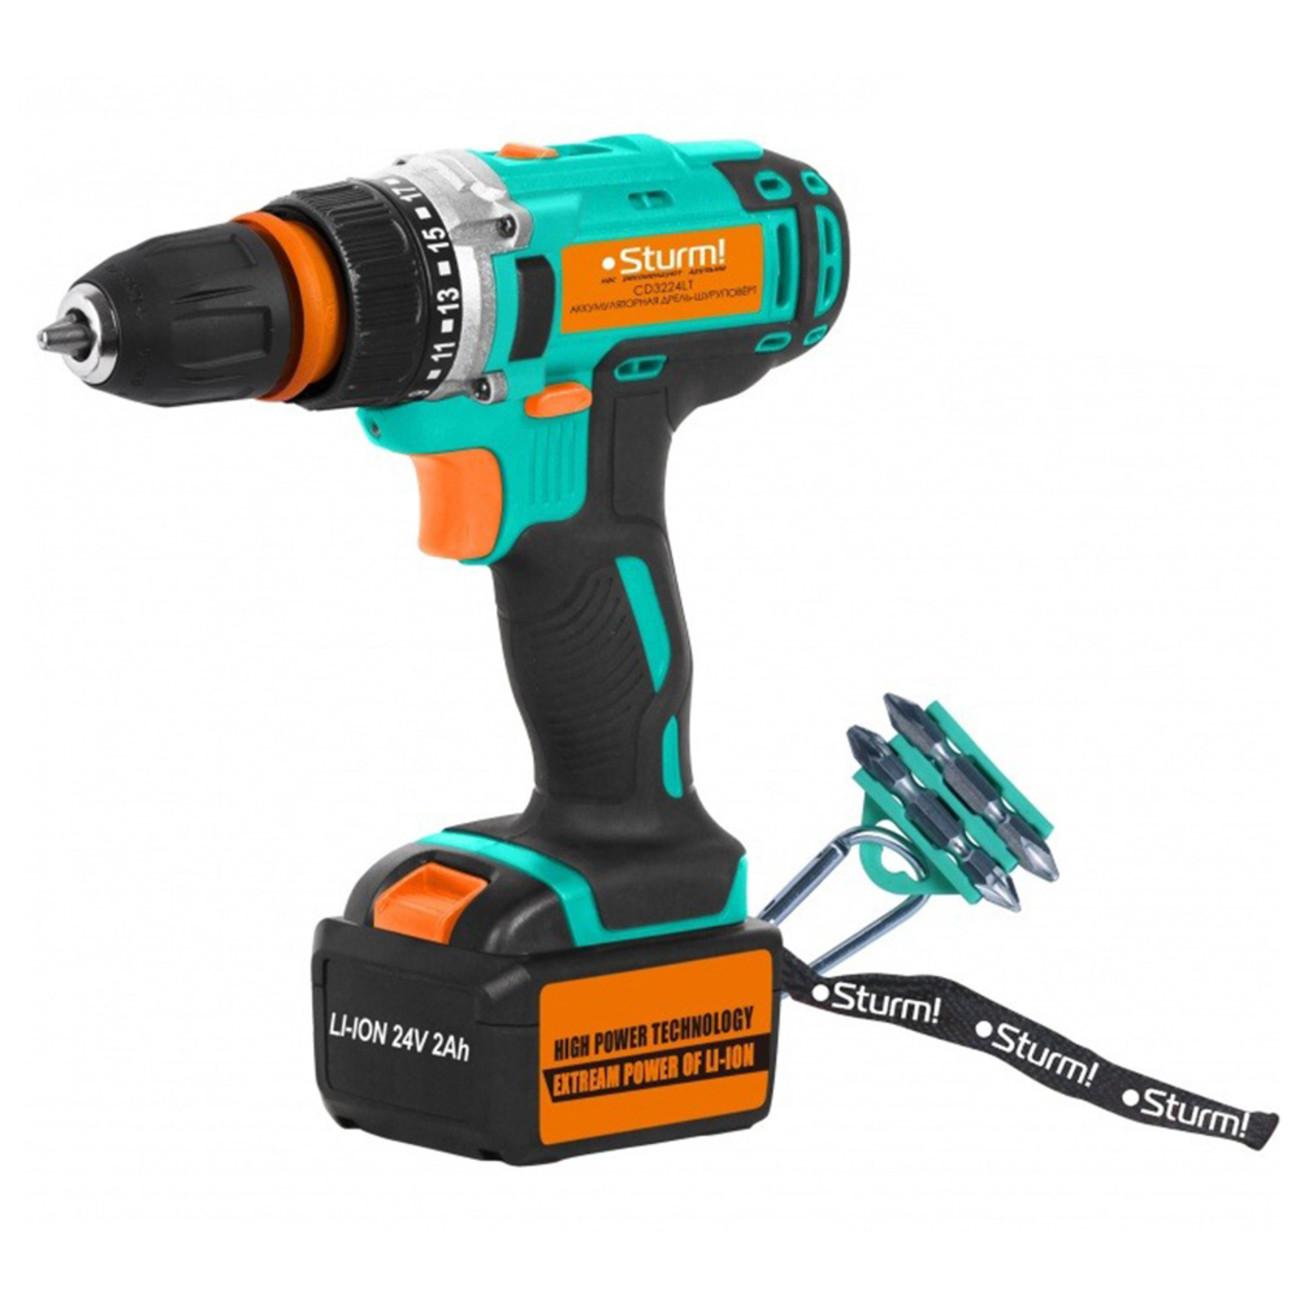 17
15
13
11
Sturm!
нас рекомендуют друзьям
CD3224LT
АККУМУЛЯТОРНАЯ ДРЕЛЬ-ШУРУПОВЁРТ
LI-ION 24V 2Ah
HIGH POWER TECHNOLOGY
EXTREAM POWER OF LI-ION
Sturm!
Sturm!
Sturm!